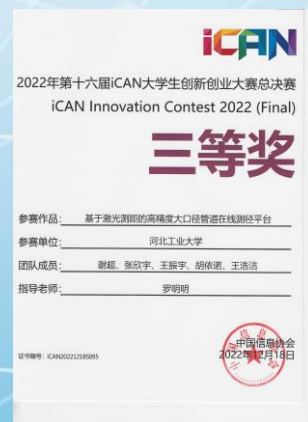 iCAN
2022年第十六届iCAN大学生创新创业大赛总决赛
iCAN Innovation Contest 2022 (Final)
三等奖
参赛作品： 基于激光测距的高精度大口径管道在线测径平台
参赛单位： 河北工业大学
团队成员： 谢超、张欣宇、王振宇、胡依诺、王浩洁
指导老师： 罗明明
中国信息协会
证书编号：iCAN202212185095
2022年12月18日